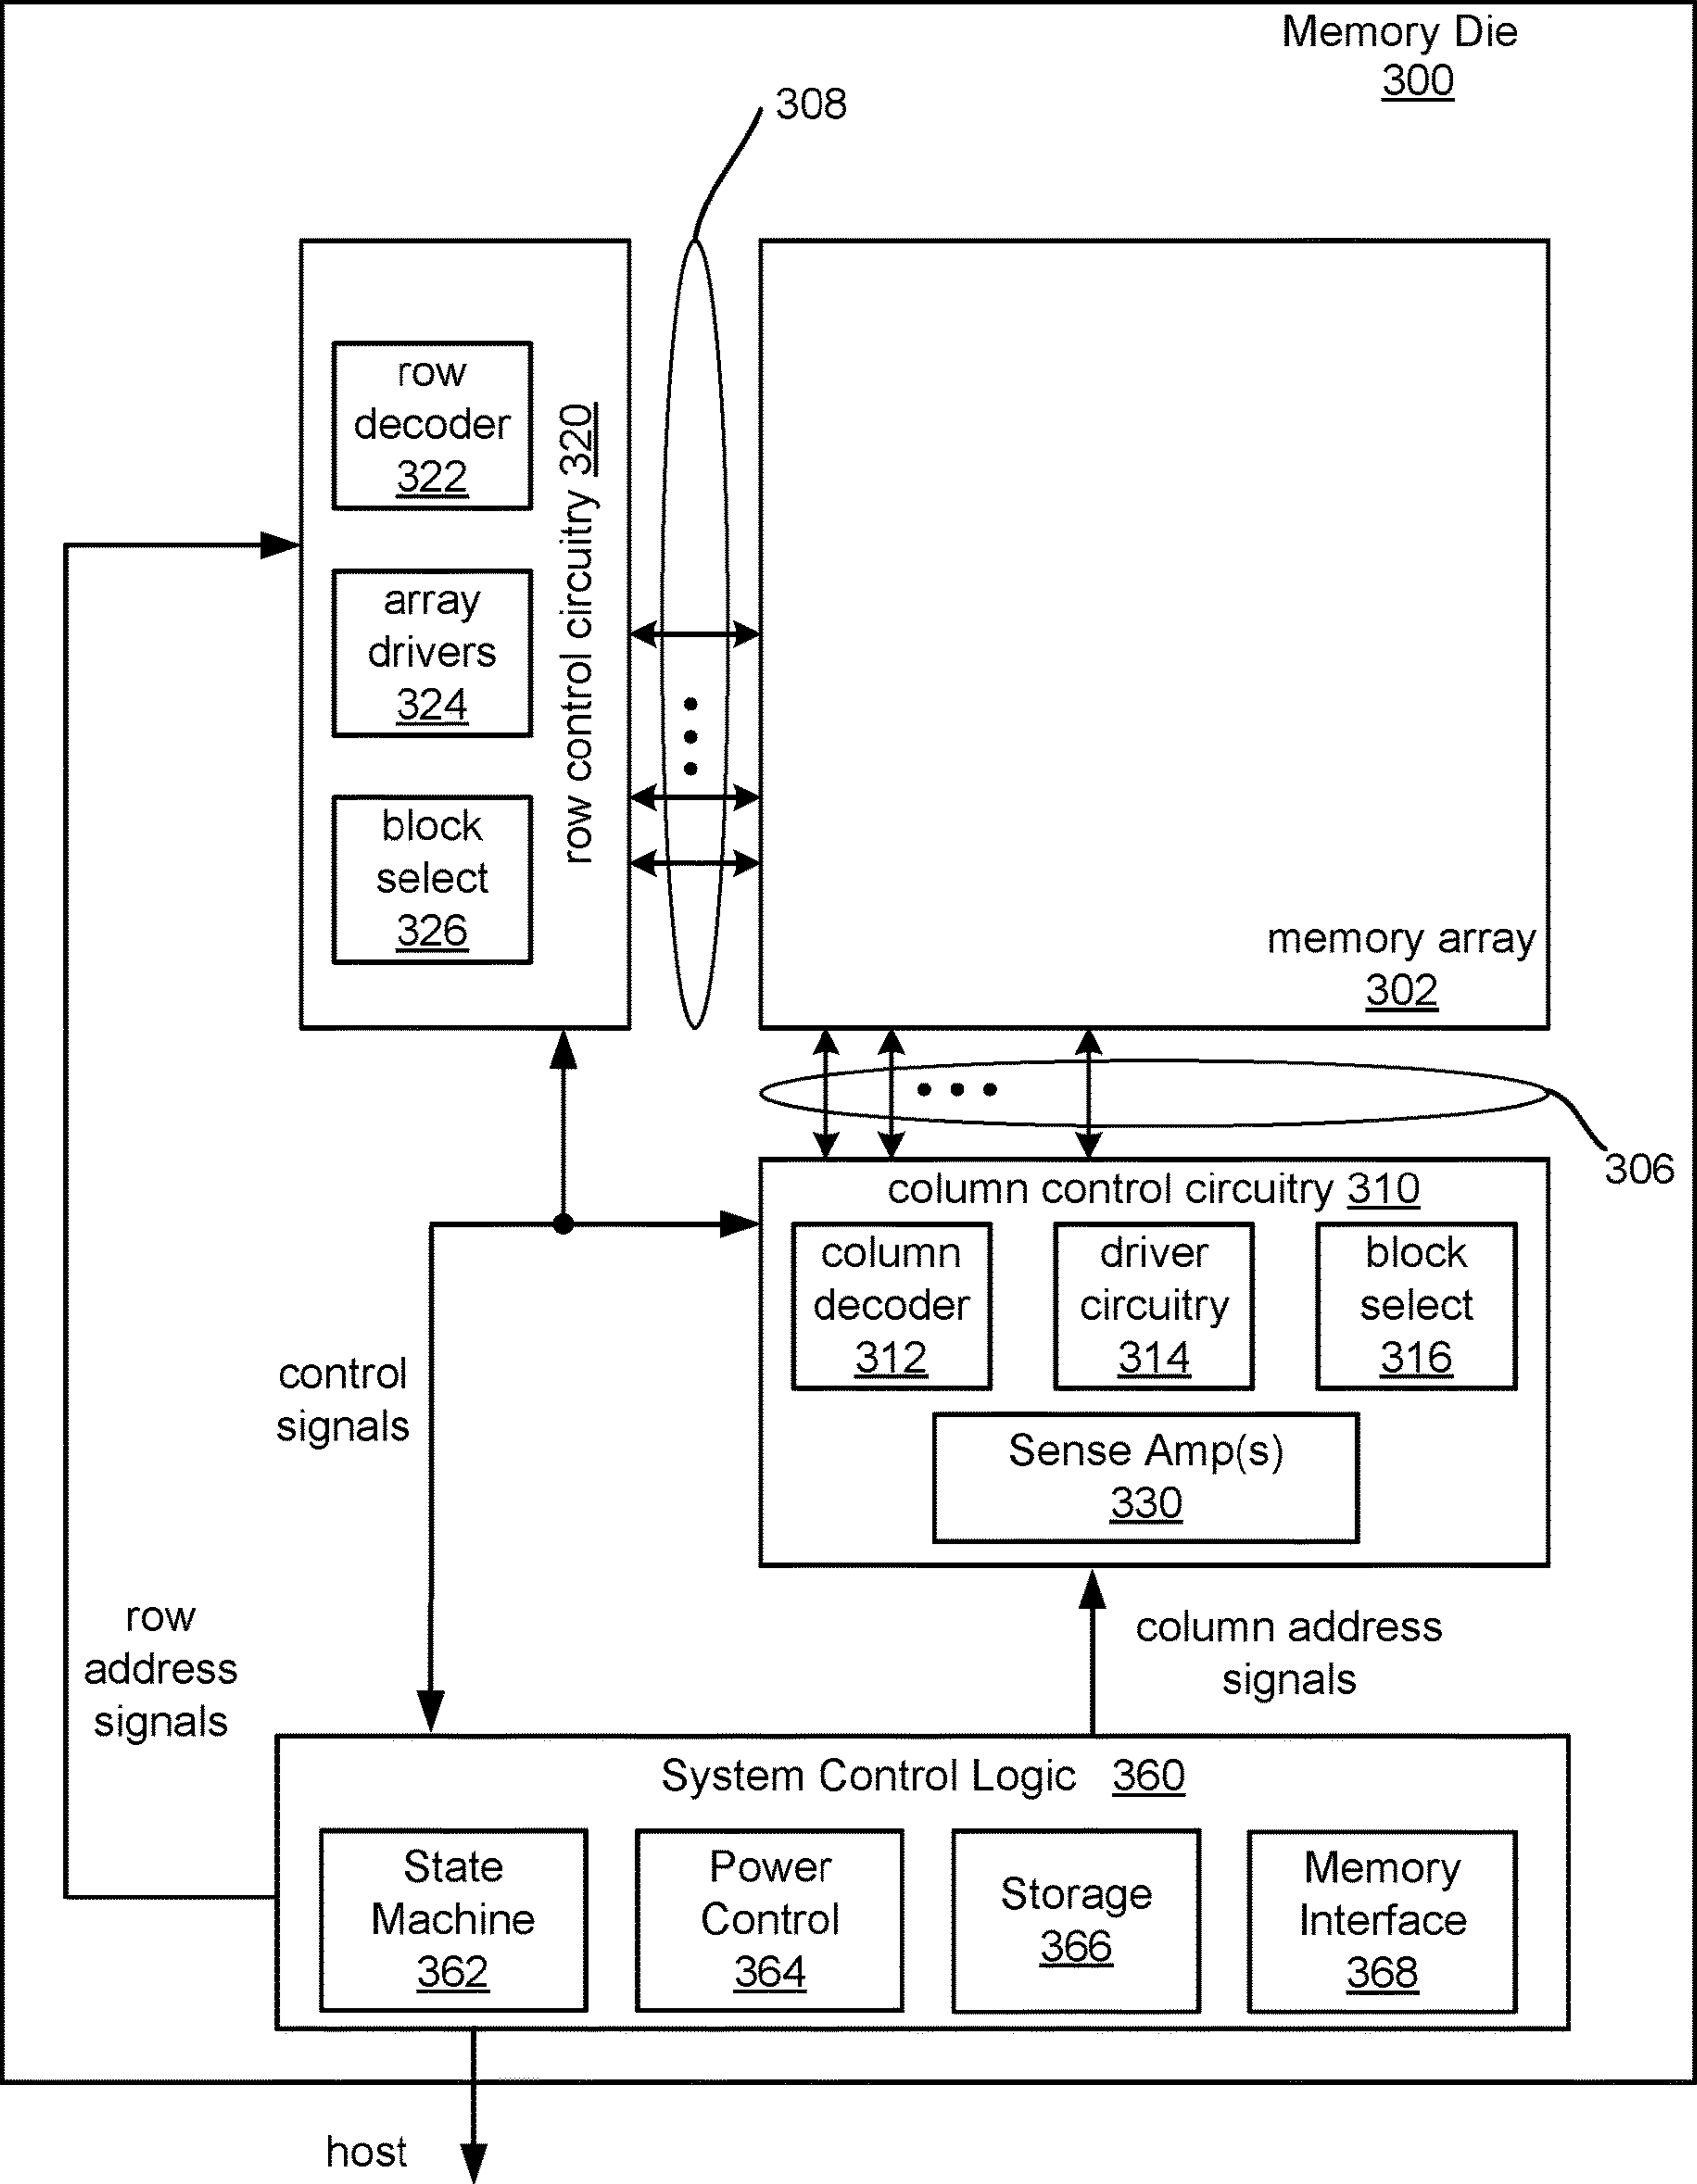 Memory Die
300
308
row
decoder
322
array
drivers
324
block
select
326
row control circuitry 320
memory array
302
306
column control circuitry 310
column
decoder
312
driver
circuitry
314
block
select
316
Sense Amp(s)
330
control
signals
row
address
signals
column address
signals
System Control Logic 360
State
Machine
362
Power
Control
364
Storage
366
Memory
Interface
368
host